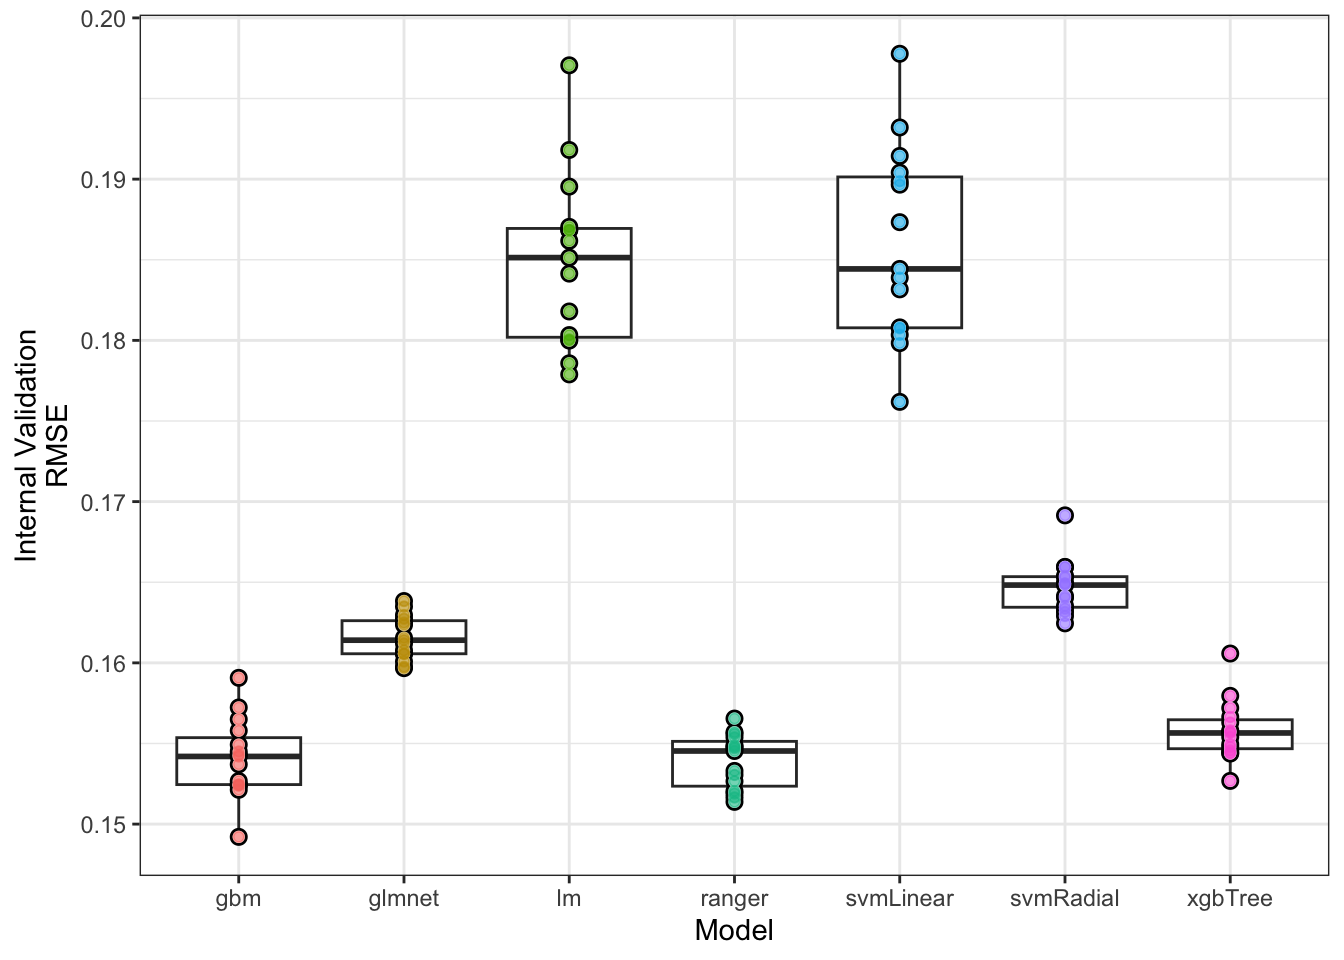 0.20
0.19
0.18
0.17
0.16
0.15
Internal Validation
RMSE
gbm
glmnet
lm
ranger
svmLinear
svmRadial
xgbTree
Model